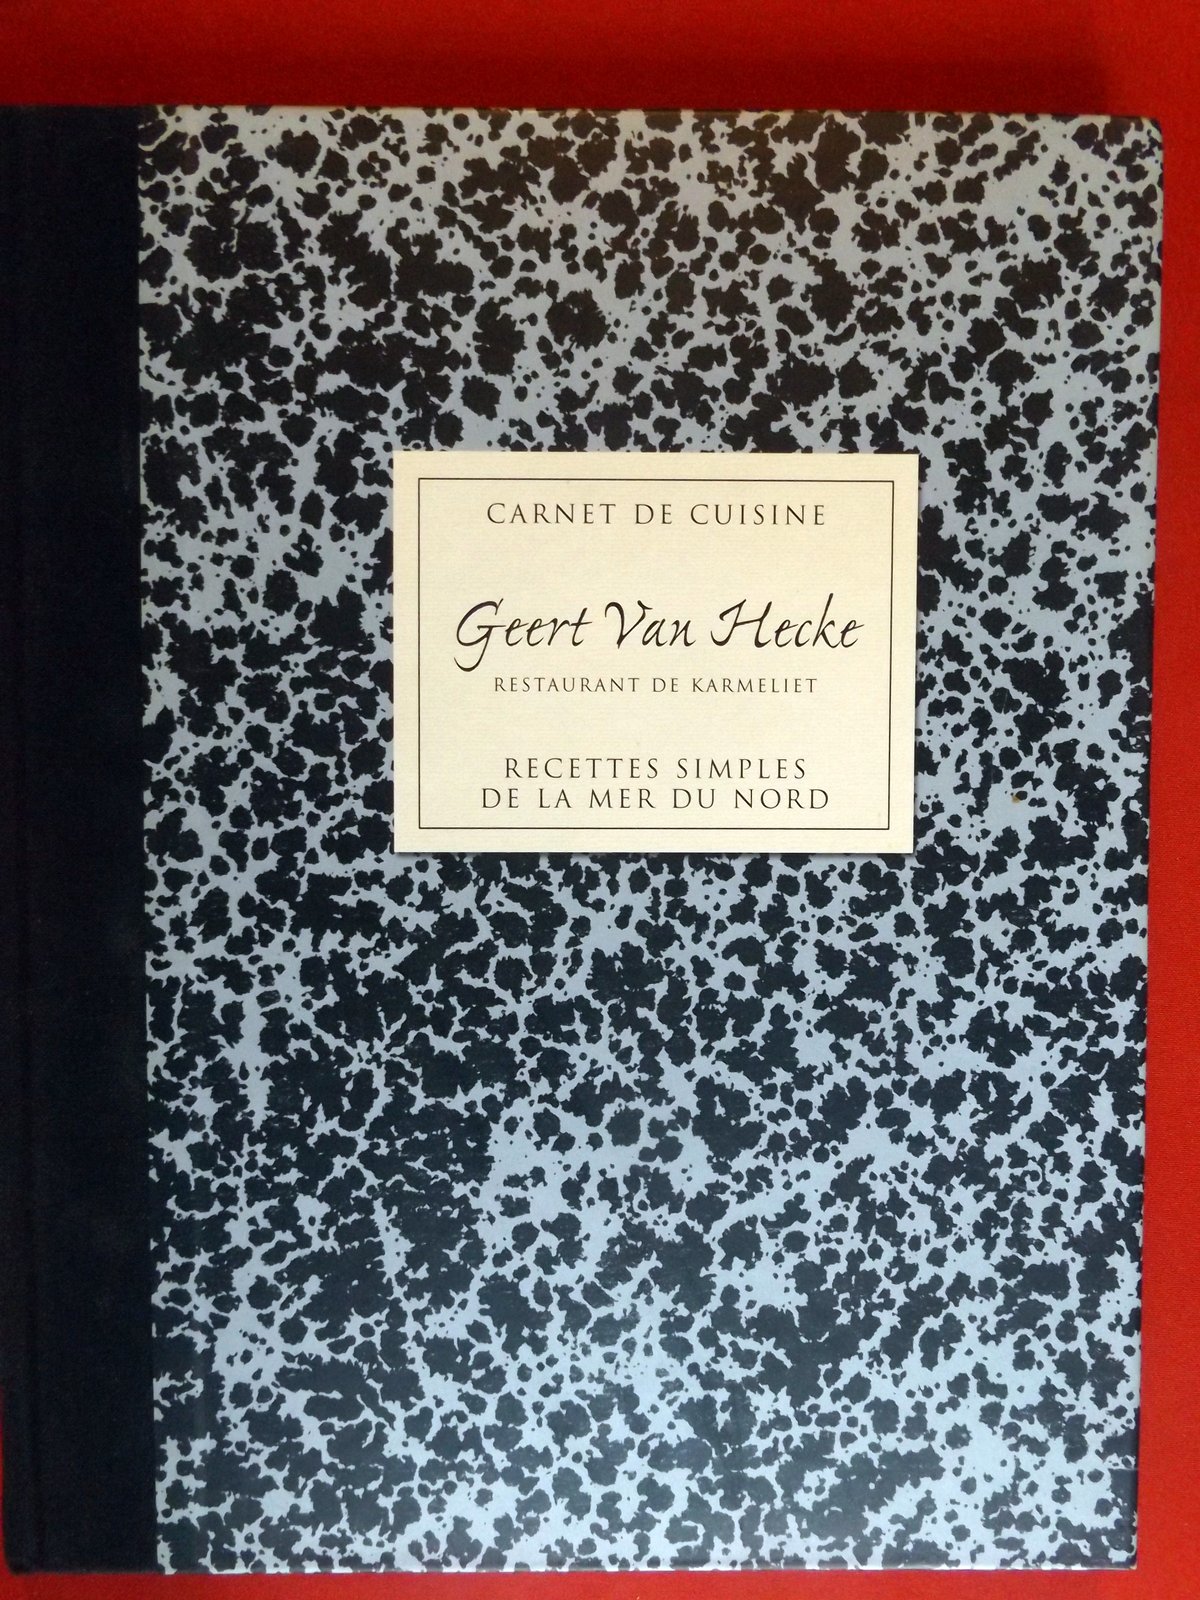 CARNET DE CUISINE
Geert Van Hecke
RESTAURANT DE KARMELIET
RECETTES SIMPLES
DE LA MER DU NORD